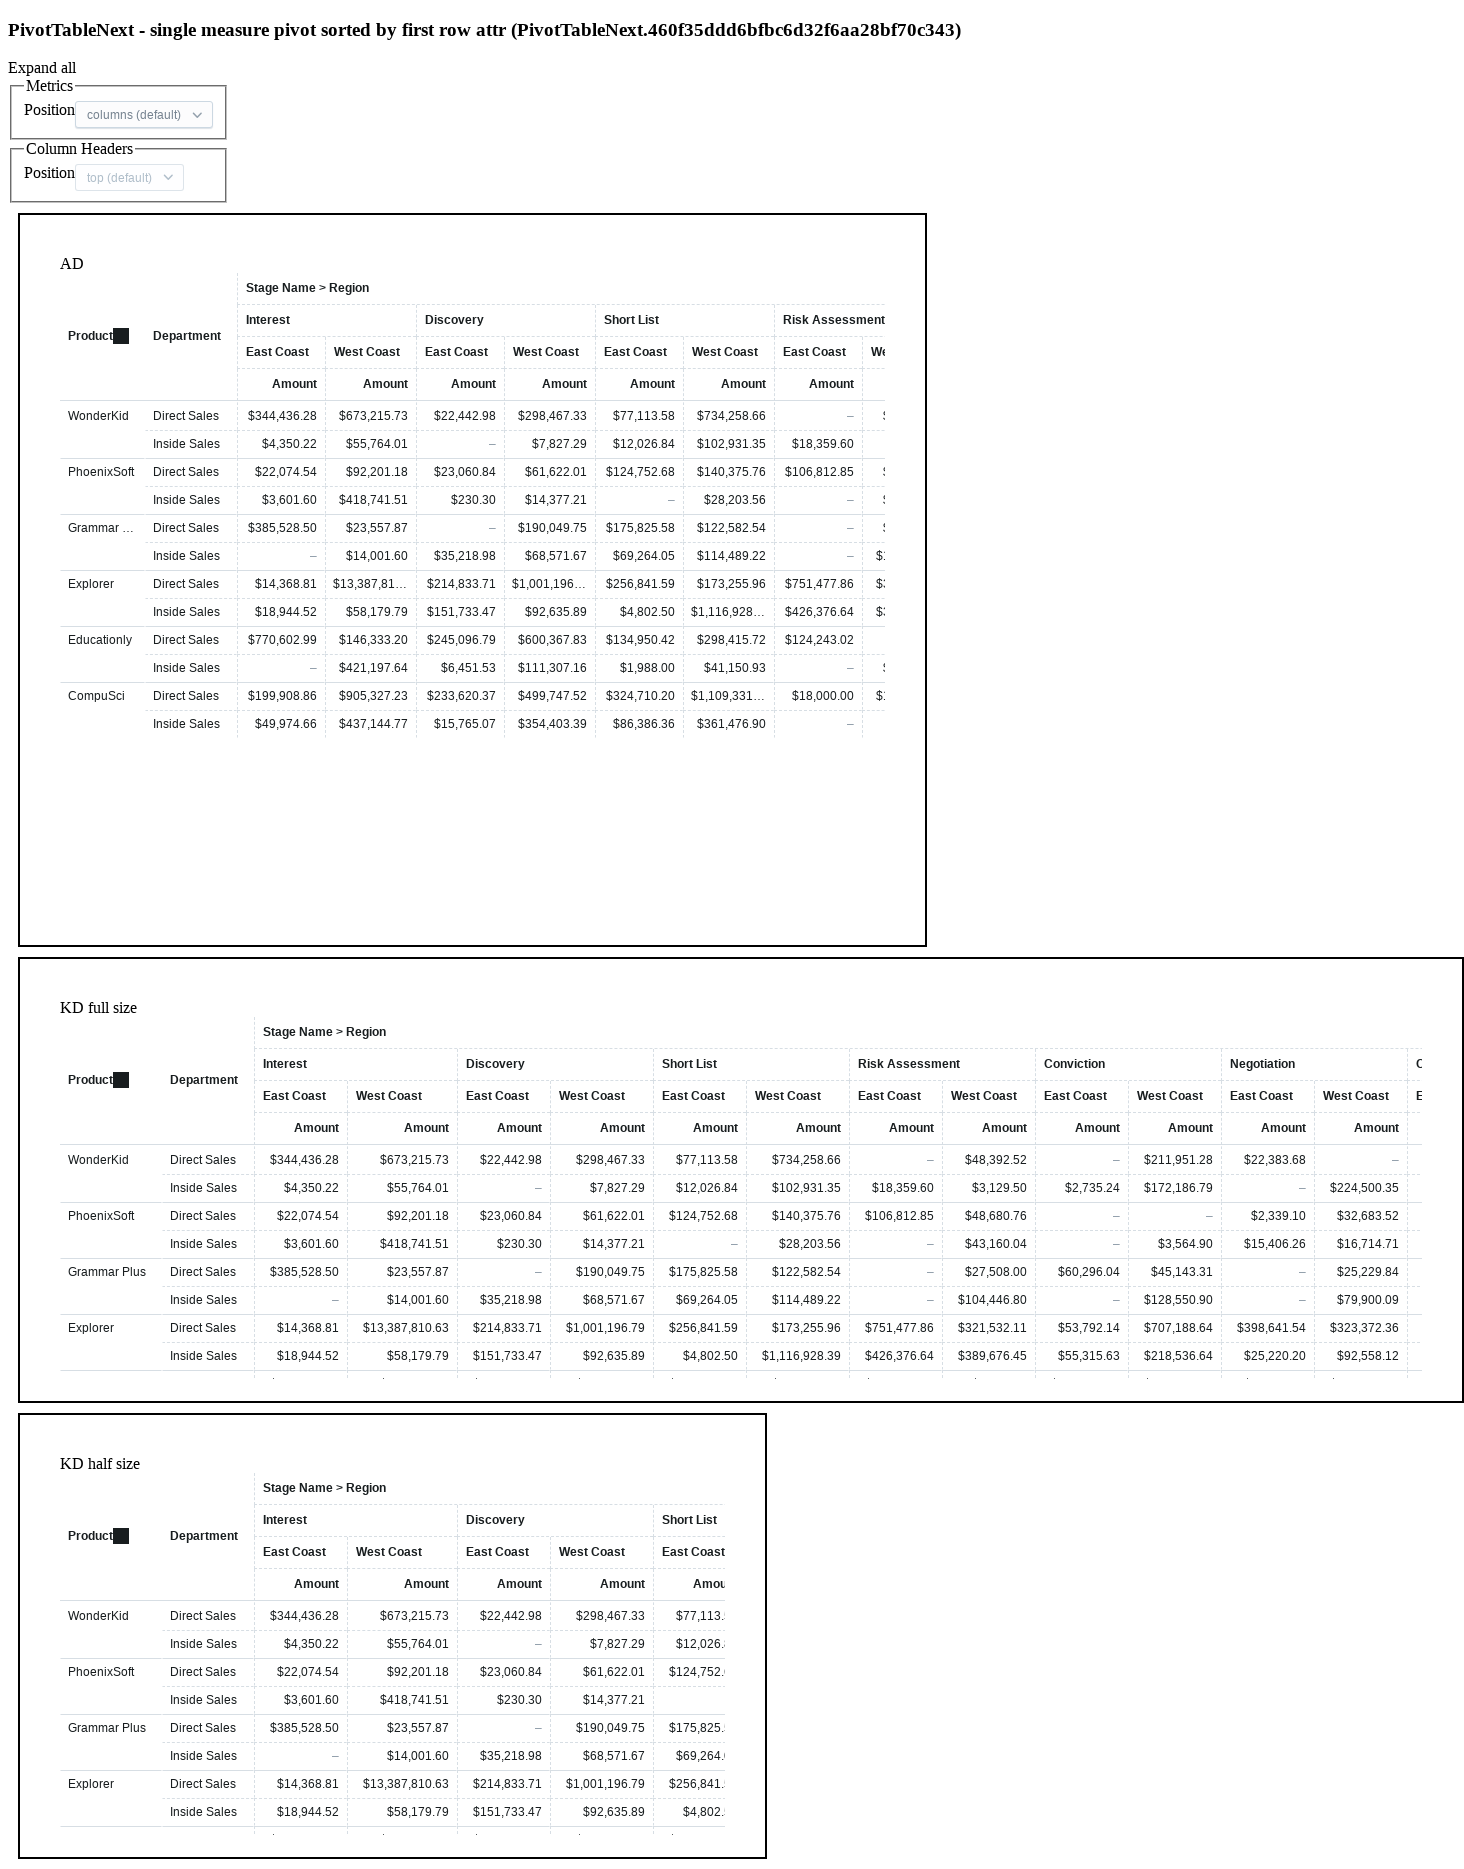 PivotTableNext - single measure pivot sorted by first row attr (PivotTableNext.460f35ddd6bfbc6d32f6aa28bf70c343)
Expand all
Metrics
Position columns (default)
Column Headers
Position top (default)
AD
Stage Name > Region
Interest Discovery Short List Risk Assessment
Product Department
East Coast West Coast East Coast West Coast East Coast West Coast East Coast We
Amount Amount Amount Amount Amount Amount Amount
WonderKid Direct Sales $344,436.28 $673,215.73 $22,442.98 $298,467.33 $77,113.58 $734,258.66 –
Inside Sales $4,350.22 $55,764.01 – $7,827.29 $12,026.84 $102,931.35 $18,359.60
PhoenixSoft Direct Sales $22,074.54 $92,201.18 $23,060.84 $61,622.01 $124,752.68 $140,375.76 $106,812.85
Inside Sales $3,601.60 $418,741.51 $230.30 $14,377.21 – $28,203.56 –
Grammar … Direct Sales $385,528.50 $23,557.87 – $190,049.75 $175,825.58 $122,582.54 –
Inside Sales – $14,001.60 $35,218.98 $68,571.67 $69,264.05 $114,489.22 –
Explorer Direct Sales $14,368.81 $13,387,81… $214,833.71 $1,001,196… $256,841.59 $173,255.96 $751,477.86
Inside Sales $18,944.52 $58,179.79 $151,733.47 $92,635.89 $4,802.50 $1,116,928… $426,376.64
Educationly Direct Sales $770,602.99 $146,333.20 $245,096.79 $600,367.83 $134,950.42 $298,415.72 $124,243.02
Inside Sales – $421,197.64 $6,451.53 $111,307.16 $1,988.00 $41,150.93 –
CompuSci Direct Sales $199,908.86 $905,327.23 $233,620.37 $499,747.52 $324,710.20 $1,109,331… $18,000.00
Inside Sales $49,974.66 $437,144.77 $15,765.07 $354,403.39 $86,386.36 $361,476.90 –
KD full size
Stage Name > Region
Interest Discovery Short List Risk Assessment Conviction Negotiation
Product Department
East Coast West Coast East Coast West Coast East Coast West Coast East Coast West Coast East Coast West Coast East Coast West Coast
Amount Amount Amount Amount Amount Amount Amount Amount Amount Amount Amount Amount
WonderKid Direct Sales $344,436.28 $673,215.73 $22,442.98 $298,467.33 $77,113.58 $734,258.66 – $48,392.52 – $211,951.28 $22,383.68 –
Inside Sales $4,350.22 $55,764.01 – $7,827.29 $12,026.84 $102,931.35 $18,359.60 $3,129.50 $2,735.24 $172,186.79 – $224,500.35
PhoenixSoft Direct Sales $22,074.54 $92,201.18 $23,060.84 $61,622.01 $124,752.68 $140,375.76 $106,812.85 $48,680.76 – – $2,339.10 $32,683.52
Inside Sales $3,601.60 $418,741.51 $230.30 $14,377.21 – $28,203.56 – $43,160.04 – $3,564.90 $15,406.26 $16,714.71
Grammar Plus Direct Sales $385,528.50 $23,557.87 – $190,049.75 $175,825.58 $122,582.54 – $27,508.00 $60,296.04 $45,143.31 – $25,229.84
Inside Sales – $14,001.60 $35,218.98 $68,571.67 $69,264.05 $114,489.22 – $104,446.80 – $128,550.90 – $79,900.09
Explorer Direct Sales $14,368.81 $13,387,810.63 $214,833.71 $1,001,196.79 $256,841.59 $173,255.96 $751,477.86 $321,532.11 $53,792.14 $707,188.64 $398,641.54 $323,372.36
Inside Sales $18,944.52 $58,179.79 $151,733.47 $92,635.89 $4,802.50 $1,116,928.39 $426,376.64 $389,676.45 $55,315.63 $218,536.64 $25,220.20 $92,558.12
KD half size
Stage Name > Region
Interest Discovery Short List
Product Department
East Coast West Coast East Coast West Coast East Coast
Amount Amount Amount Amount Amou
WonderKid Direct Sales $344,436.28 $673,215.73 $22,442.98 $298,467.33 $77,113.
Inside Sales $4,350.22 $55,764.01 – $7,827.29 $12,026.
PhoenixSoft Direct Sales $22,074.54 $92,201.18 $23,060.84 $61,622.01 $124,752.
Inside Sales $3,601.60 $418,741.51 $230.30 $14,377.21
Grammar Plus Direct Sales $385,528.50 $23,557.87 – $190,049.75 $175,825.
Inside Sales – $14,001.60 $35,218.98 $68,571.67 $69,264.
Explorer Direct Sales $14,368.81 $13,387,810.63 $214,833.71 $1,001,196.79 $256,841.
Inside Sales $18,944.52 $58,179.79 $151,733.47 $92,635.89 $4,802.